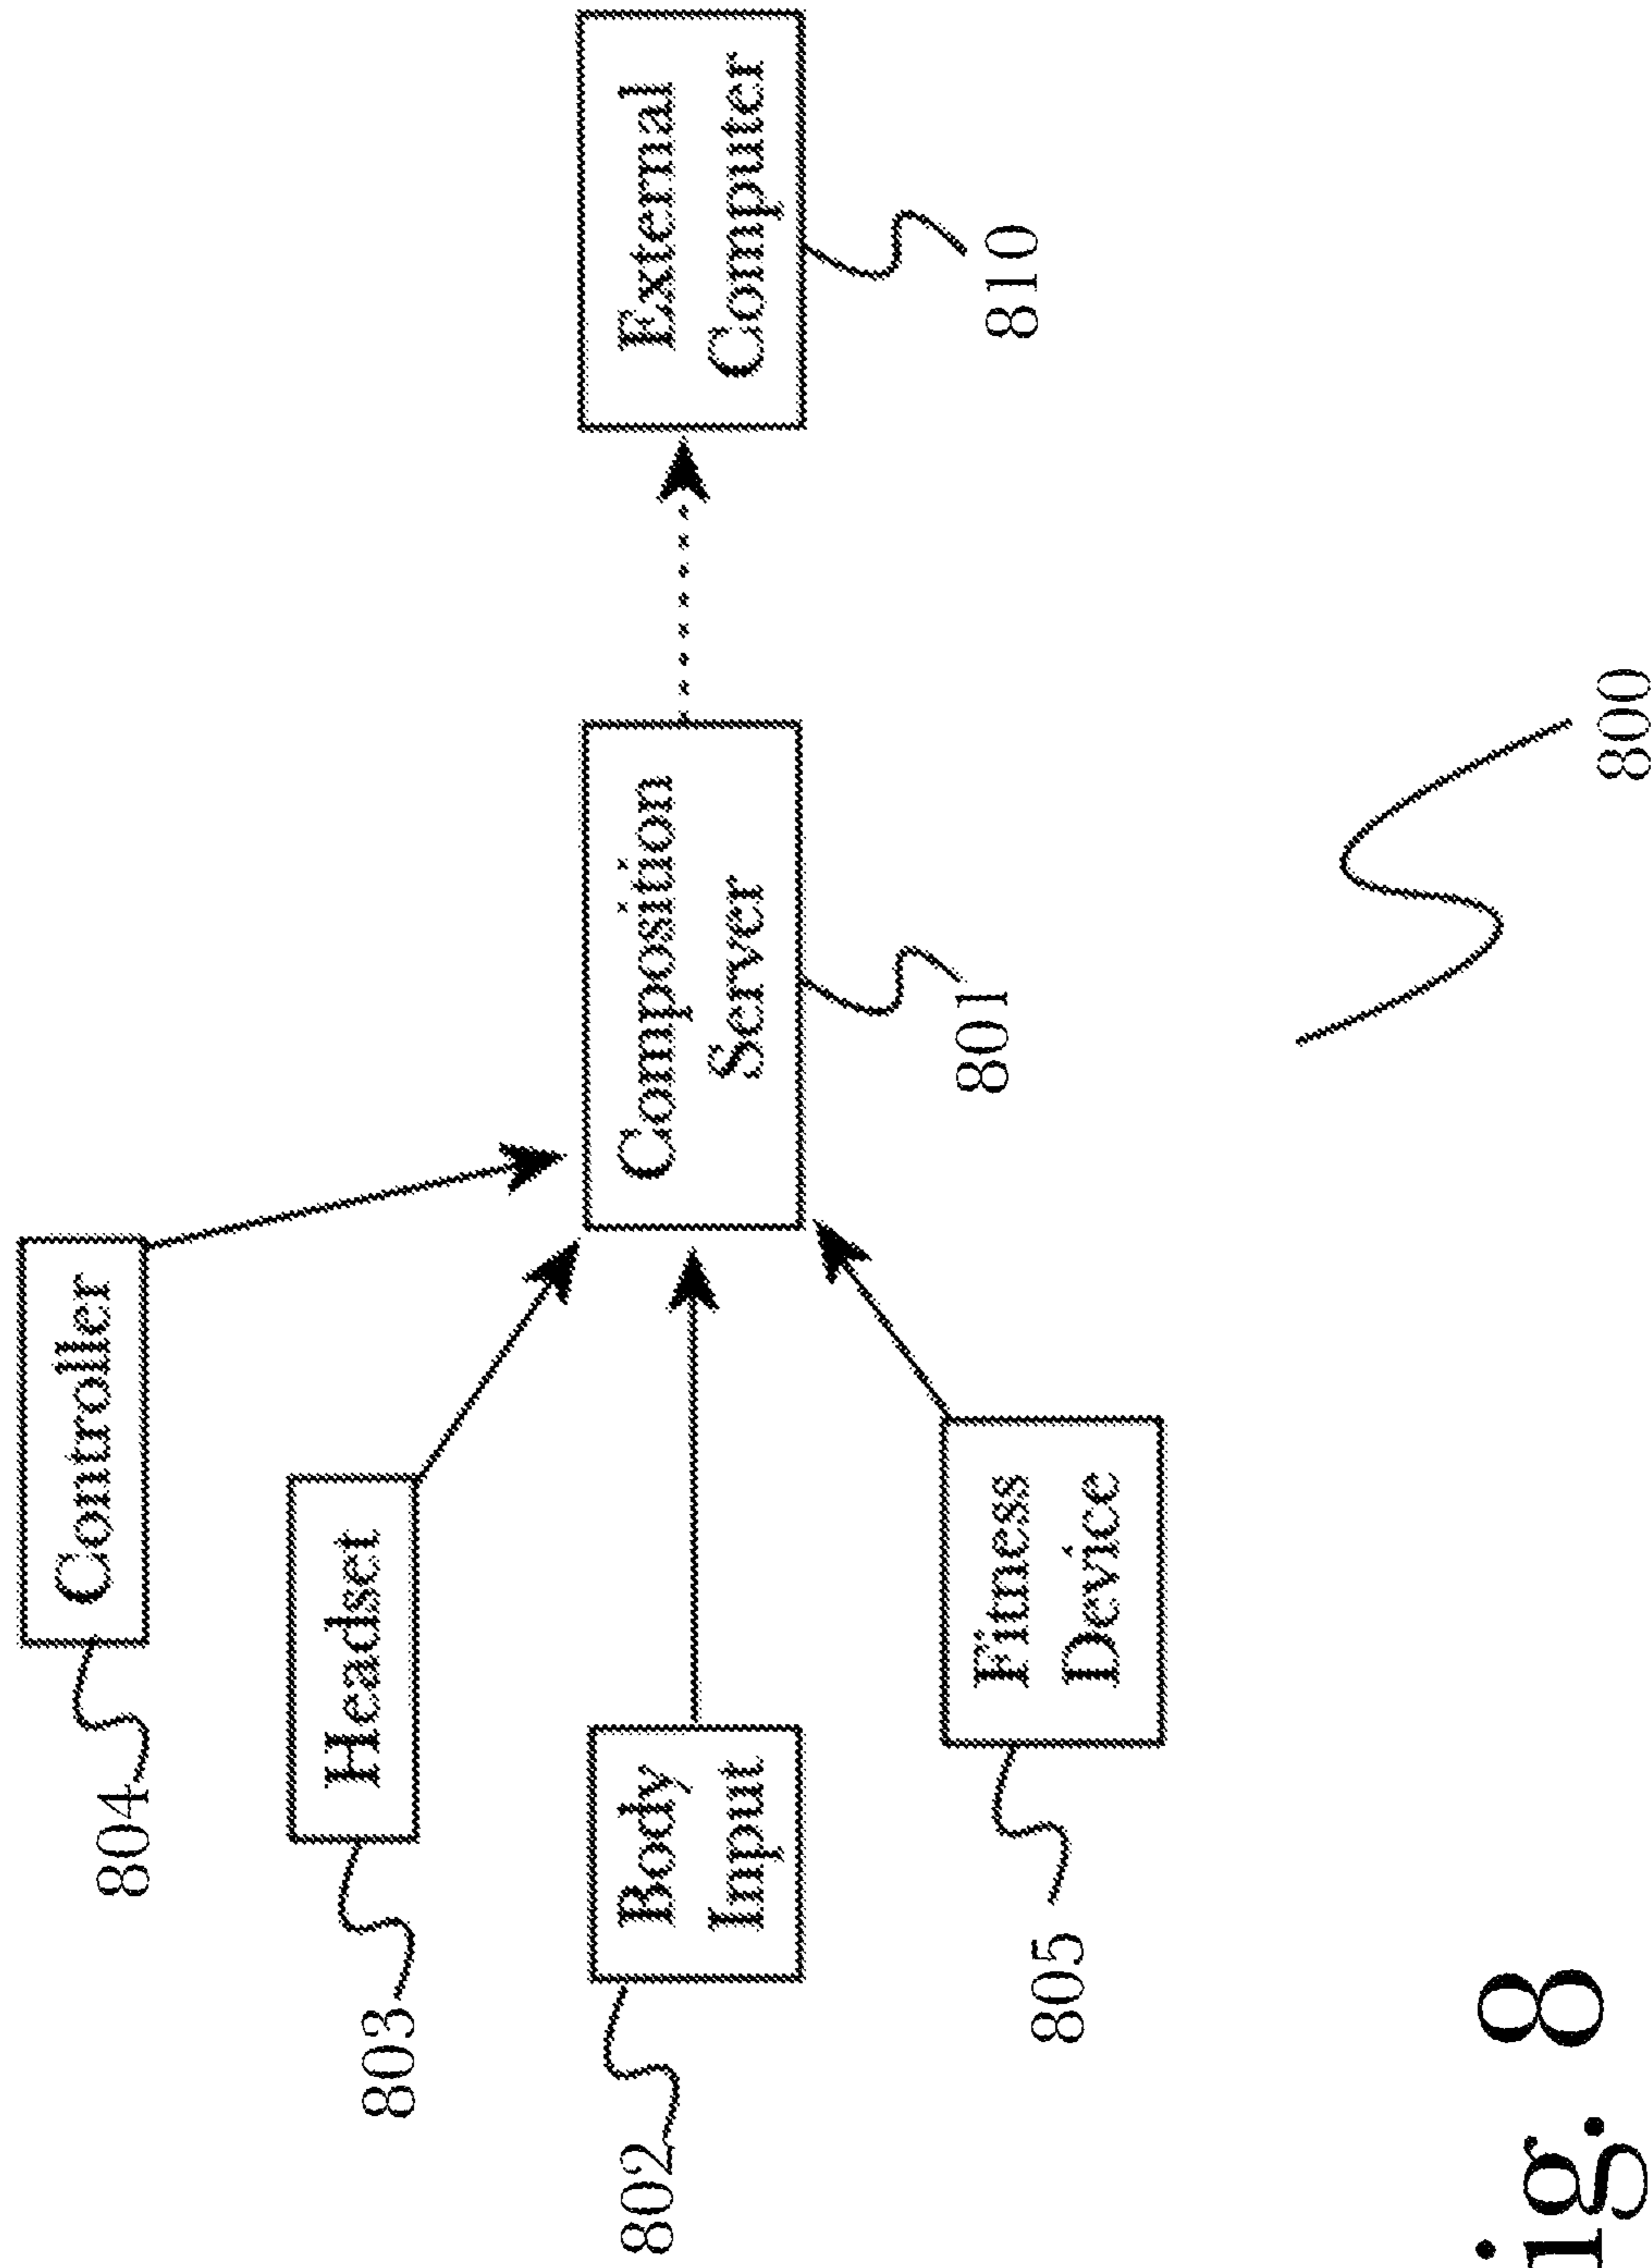 804
Controller
803
Headset
802
Body
Input
Composition
Server
801
External
Computer
810
805
Fitness
Device
800
ig. 8